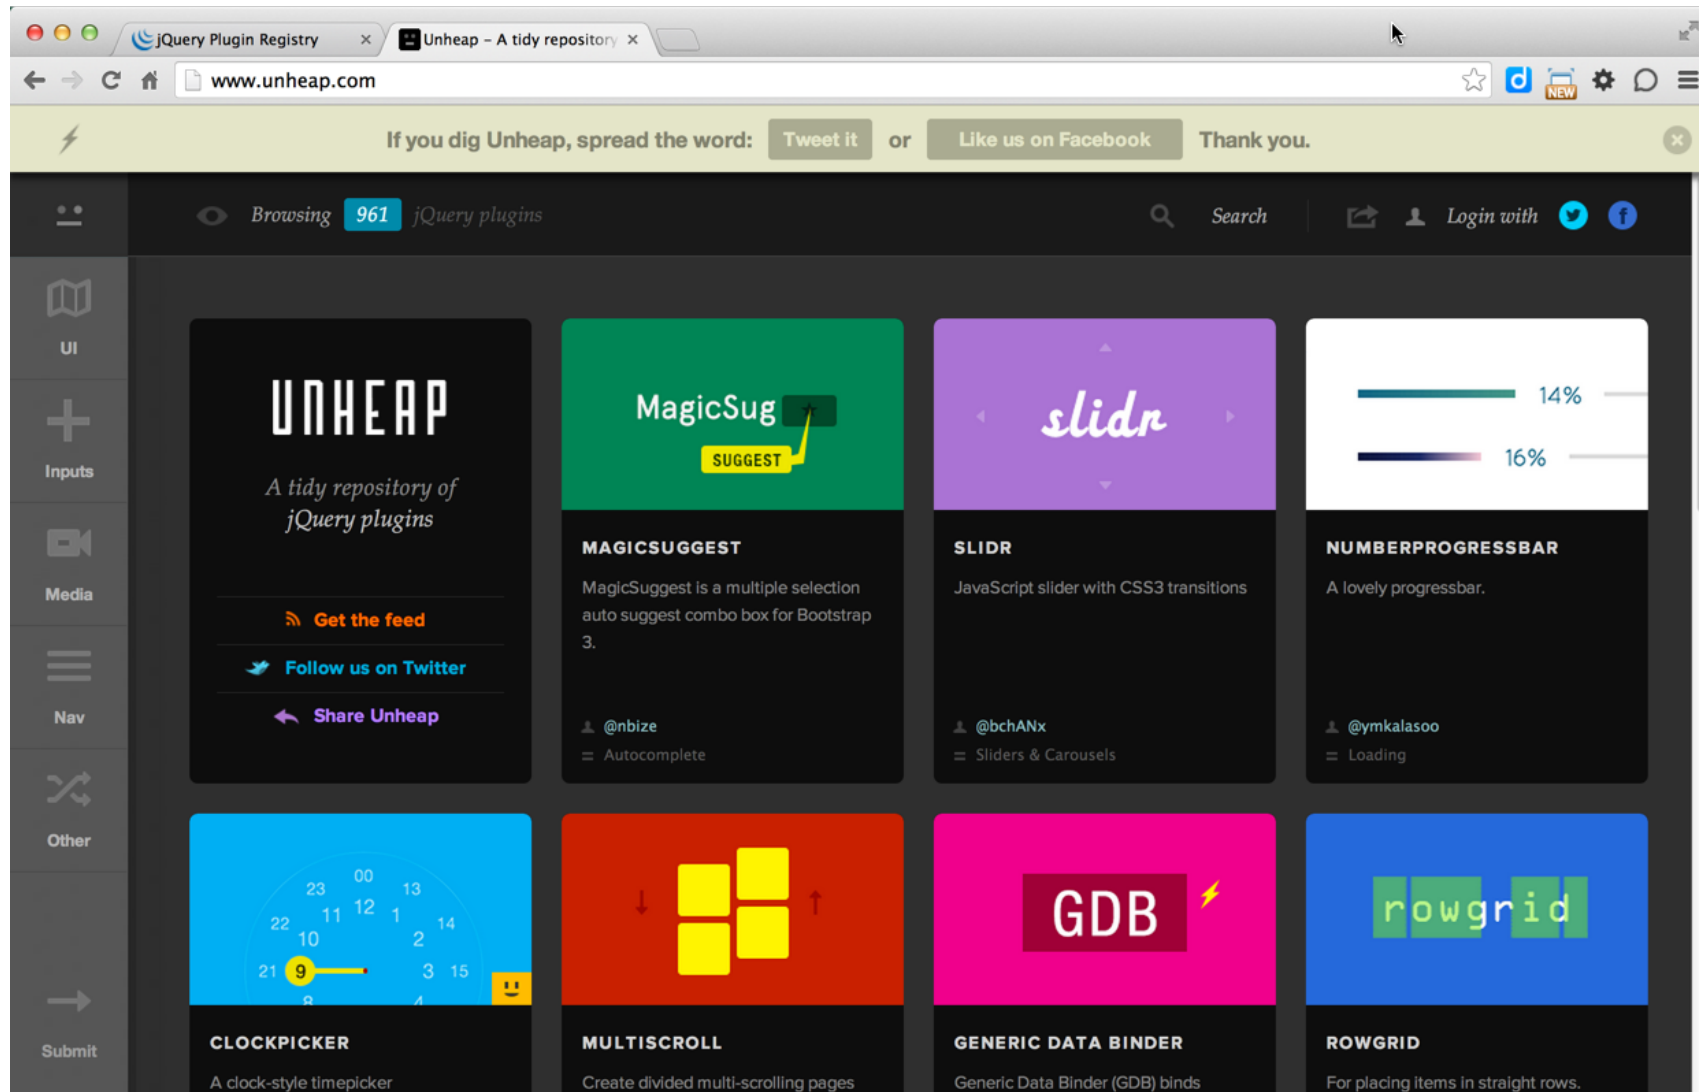 jQuery Plugin Registry
Unheap – A tidy repository
www.unheap.com
NEW
If you dig Unheap, spread the word: Tweet it or Like us on Facebook Thank you.
Browsing 961 jQuery plugins
Search
Login with
UI
Inputs
Media
Nav
Other
Submit
UNHEAP
A tidy repository of
jQuery plugins
Get the feed
Follow us on Twitter
Share Unheap
MagicSug
SUGGEST
MAGICSUGGEST
MagicSuggest is a multiple selection
auto suggest combo box for Bootstrap
3.
@nbize
Autocomplete
slidr
SLIDR
JavaScript slider with CSS3 transitions
@bchANx
Sliders & Carousels
14%
16%
NUMBERPROGRESSBAR
A lovely progressbar.
@ymkalasoo
Loading
00
23 13
12
22 11 1 14
10 2
21 9 3 15
8 4
CLOCKPICKER
A clock-style timepicker
MULTISCROLL
Create divided multi-scrolling pages
GDB
GENERIC DATA BINDER
Generic Data Binder (GDB) binds
rowgrid
ROWGRID
For placing items in straight rows.